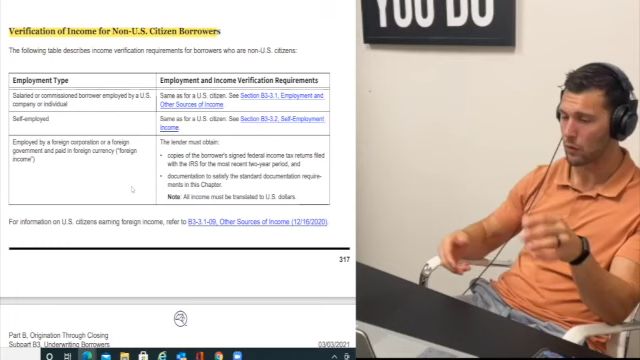 Verification of Income for Non-U.S. Citizen Borrowers
The following table describes income verification requirements for borrowers who are non-U.S. citizens:
Employment Type
Employment and Income Verification Requirements
Salaried or commissioned borrower employed by a U.S.
company or individual
Same as for a U.S. citizen. See Section B3-3.1, Employment and
Other Sources of Income.
Self-employed
Same as for a U.S. citizen. See Section B3-3.2, Self-Employment
Income.
Employed by a foreign corporation or a foreign
government and paid in foreign currency ("foreign
income")
The lender must obtain:
• copies of the borrower's signed federal income tax returns filed
with the IRS for the most recent two-year period, and
• documentation to satisfy the standard documentation require-
ments in this Chapter.
Note: All income must be translated to U.S. dollars.
For information on U.S. citizens earning foreign income, refer to B3-3.1-09, Other Sources of Income (12/16/2020).
317
Part B, Origination Through Closing
Subpart B3, Underwriting Borrowers
03/03/2021
YOU DO